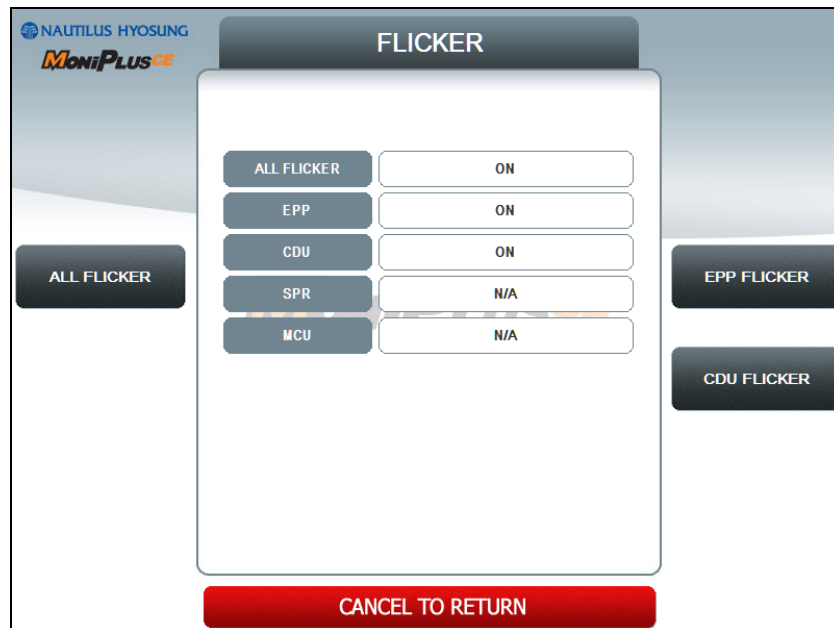 NAUTILUS HYOSUNG
MONIPLUSCE
FLICKER
ALL FLICKER ON
EPP ON
CDU ON
SPR N/A
MCU N/A
ALL FLICKER
EPP FLICKER
CDU FLICKER
CANCEL TO RETURN